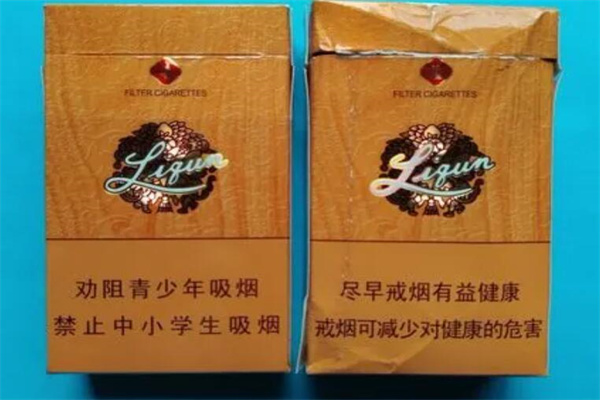 FILTER CIGARETTES
Liqun
劝阻青少年吸烟
禁止中小学生吸烟
FILTER CIGARETTES
Liqun
尽早戒烟有益健康
戒烟可减少对健康的危害